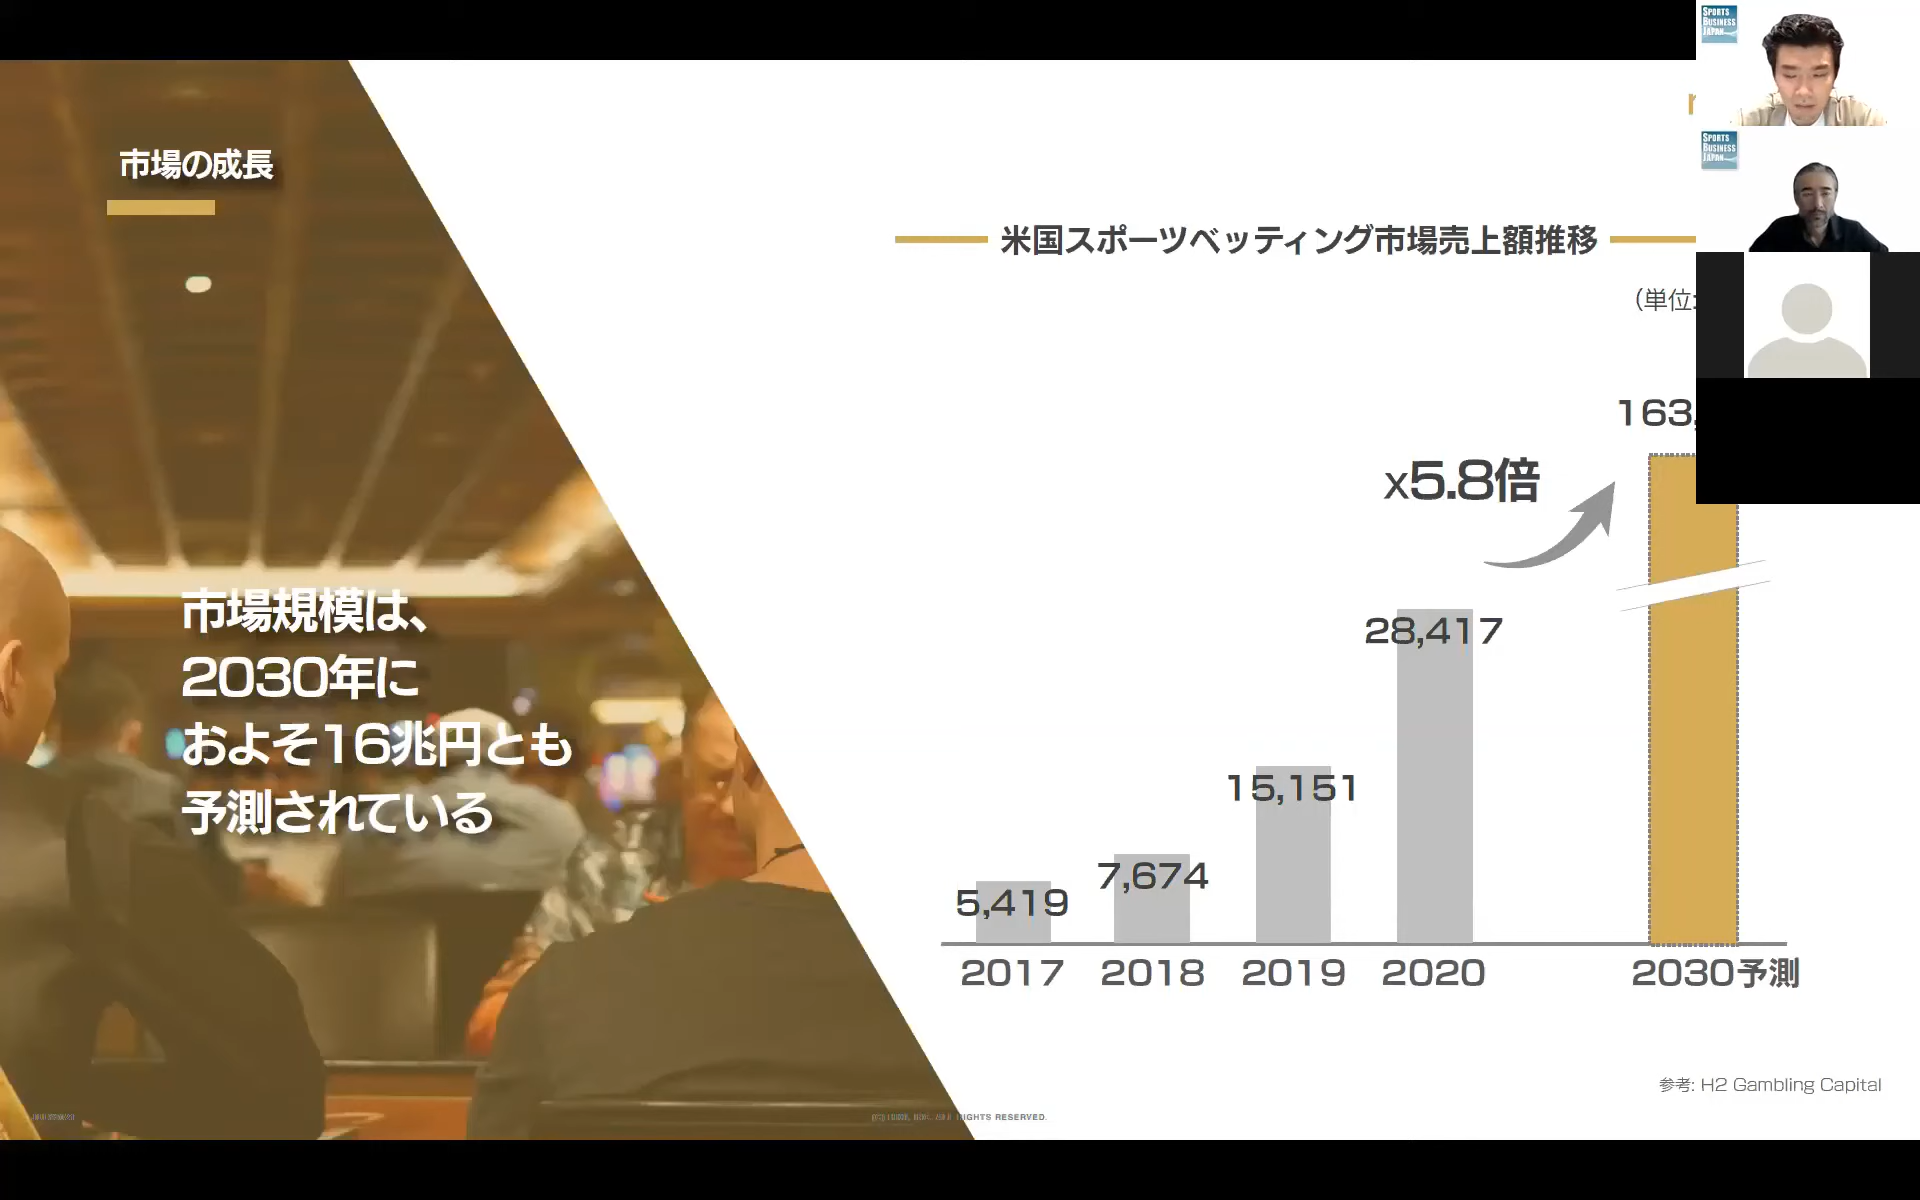 市場の成長
市場規模は、
2030年に
およそ16兆円とも
予測されている
米国スポーツベッティング市場売上額推移
(単位:
163,
x5.8倍
28,417
15,151
7,674
5,419
2017
2018
2019
2020
2030予測
参考: H2 Gambling Capital
RIGHTS RESERVED.
SPORTS
BUSINESS
JAPAN
SPORTS
BUSINESS
JAPAN